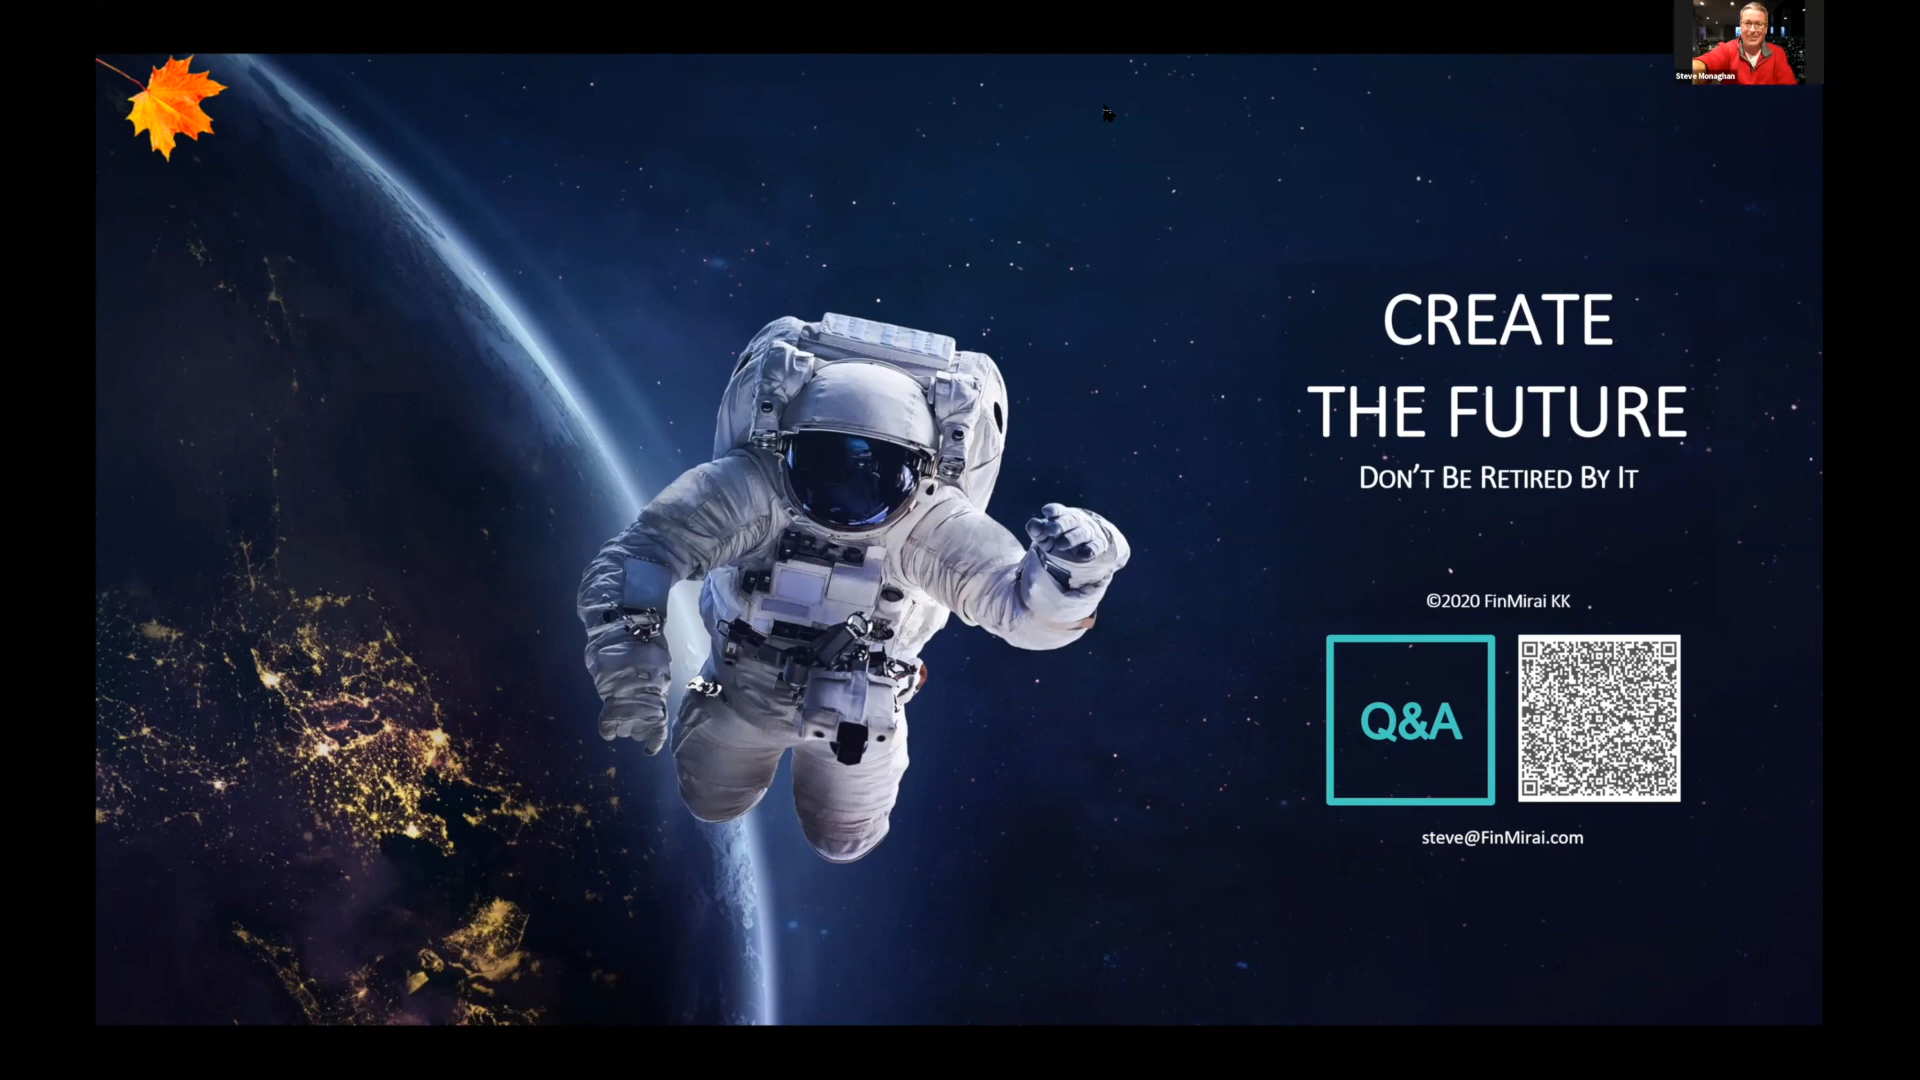 Steve Monaghan
CREATE
THE FUTURE
DON'T BE RETIRED BY IT
©2020 FinMirai KK
Q&A
steve@FinMirai.com